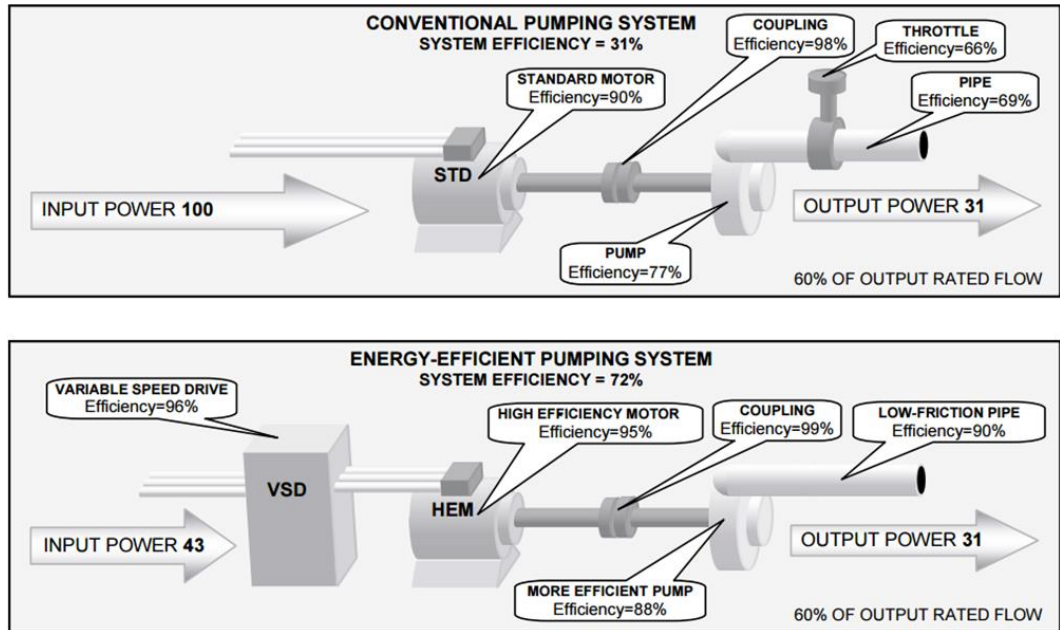 CONVENTIONAL PUMPING SYSTEM
SYSTEM EFFICIENCY = 31%
COUPLING
Efficiency=98%
THROTTLE
Efficiency=66%
STANDARD MOTOR
Efficiency=90%
PIPE
Efficiency=69%
STD
INPUT POWER 100
OUTPUT POWER 31
PUMP
Efficiency=77%
60% OF OUTPUT RATED FLOW
ENERGY-EFFICIENT PUMPING SYSTEM
SYSTEM EFFICIENCY = 72%
VARIABLE SPEED DRIVE
Efficiency=96%
HIGH EFFICIENCY MOTOR
Efficiency=95%
COUPLING
Efficiency=99%
LOW-FRICTION PIPE
Efficiency=90%
VSD
HEM
INPUT POWER 43
OUTPUT POWER 31
MORE EFFICIENT PUMP
Efficiency=88%
60% OF OUTPUT RATED FLOW